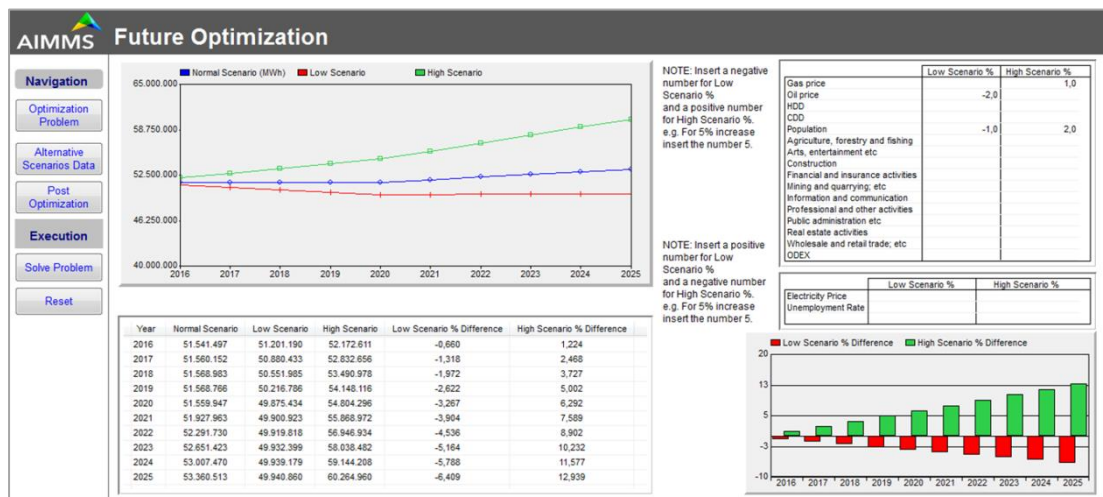 AIMMS Future Optimization
Navigation
Optimization
Problem
Alternative
Scenarios Data
Post
Optimization
Execution
Solve Problem
Reset
Normal Scenario (MWh) Low Scenario High Scenario
65.000.000
58.750.000
52.500.000
46.250.000
40.000.000
2016 2017 2018 2019 2020 2021 2022 2023 2024 2025
NOTE: Insert a negative
number for Low
Scenario %
and a positive number
for High Scenario %.
e.g. For 5% increase
insert the number 5.
Low Scenario % High Scenario %
Gas price 1,0
Oil price -2,0
HDD
CDD
Population -1,0 2,0
Agriculture, forestry and fishing
Arts, entertainment etc
Construction
Financial and insurance activities
Mining and quarrying; etc
Information and communication
Professional and other activities
Public administration etc
Real estate activities
Wholesale and retail trade; etc
ODEX
NOTE: Insert a positive
number for Low
Scenario %
and a negative number
for High Scenario %.
e.g. For 5% increase
insert the number 5.
Low Scenario % High Scenario %
Electricity Price
Unemployment Rate
Year Normal Scenario Low Scenario High Scenario Low Scenario % Difference High Scenario % Difference
2016 51.541.497 51.201.190 52.172.611 -0,660 1,224
2017 51.560.152 50.880.433 52.832.656 -1,318 2,468
2018 51.568.983 50.551.985 53.490.978 -1,972 3,727
2019 51.568.766 50.216.786 54.148.116 -2,622 5,002
2020 51.559.947 49.875.434 54.804.296 -3,267 6,292
2021 51.927.963 49.900.923 55.868.972 -3,904 7,589
2022 52.291.730 49.919.818 56.946.934 -4,536 8,902
2023 52.651.423 49.932.399 58.038.482 -5,164 10,232
2024 53.007.470 49.939.179 59.144.208 -5,788 11,577
2025 53.360.513 49.940.860 60.264.960 -6,409 12,939
Low Scenario % Difference High Scenario % Difference
20
13
5
-3
-10
2016 2017 2018 2019 2020 2021 2022 2023 2024 2025